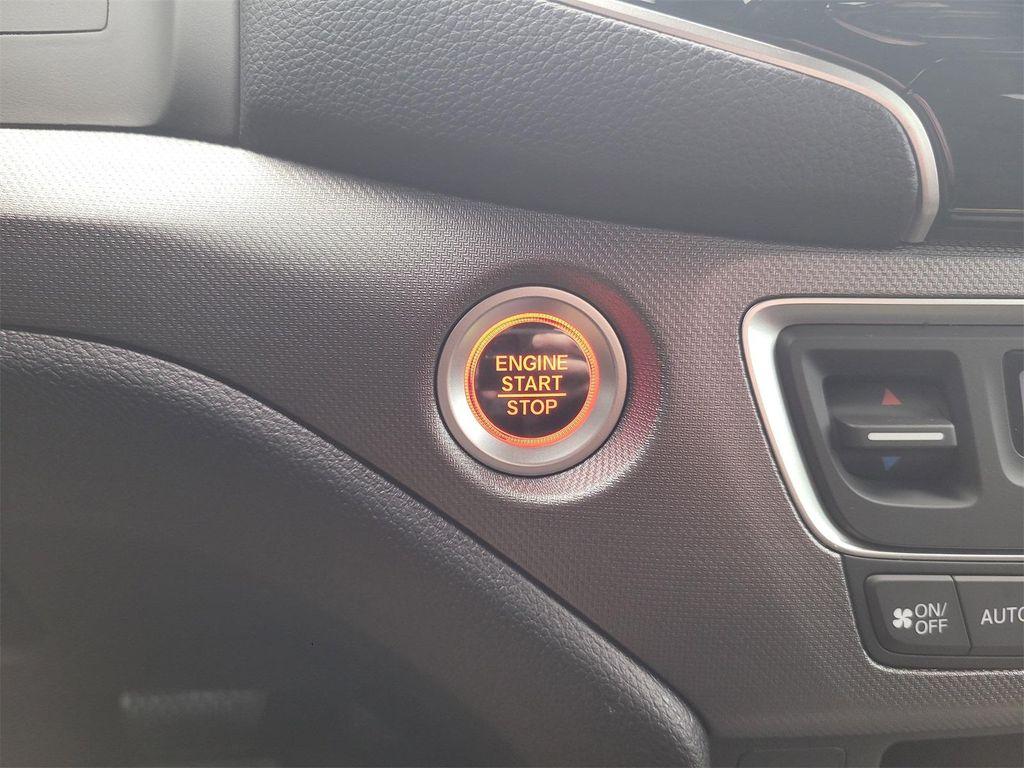 ENGINE
START
STOP
ON/
OFF
AUTO